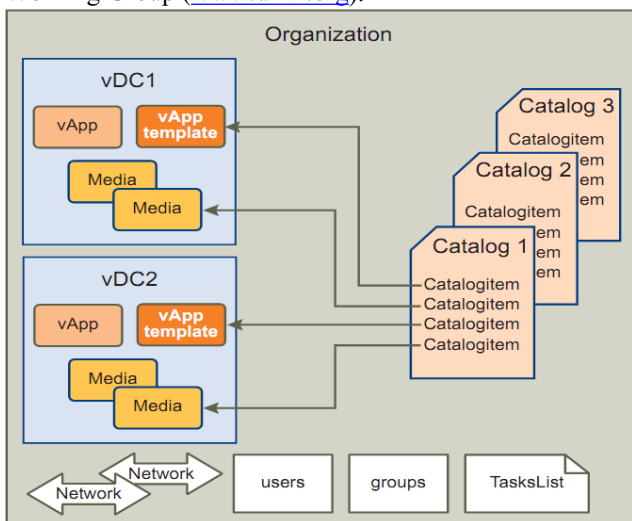 Organization
vDC1
vApp
vApp
template
Media
Media
vDC2
vApp
vApp
template
Media
Media
Catalog 3
Catalogitem
em
em
em
Catalog 2
Catalogitem
em
em
em
Catalog 1
Catalogitem
Catalogitem
Catalogitem
Catalogitem
Network
Network
users
groups
TasksList